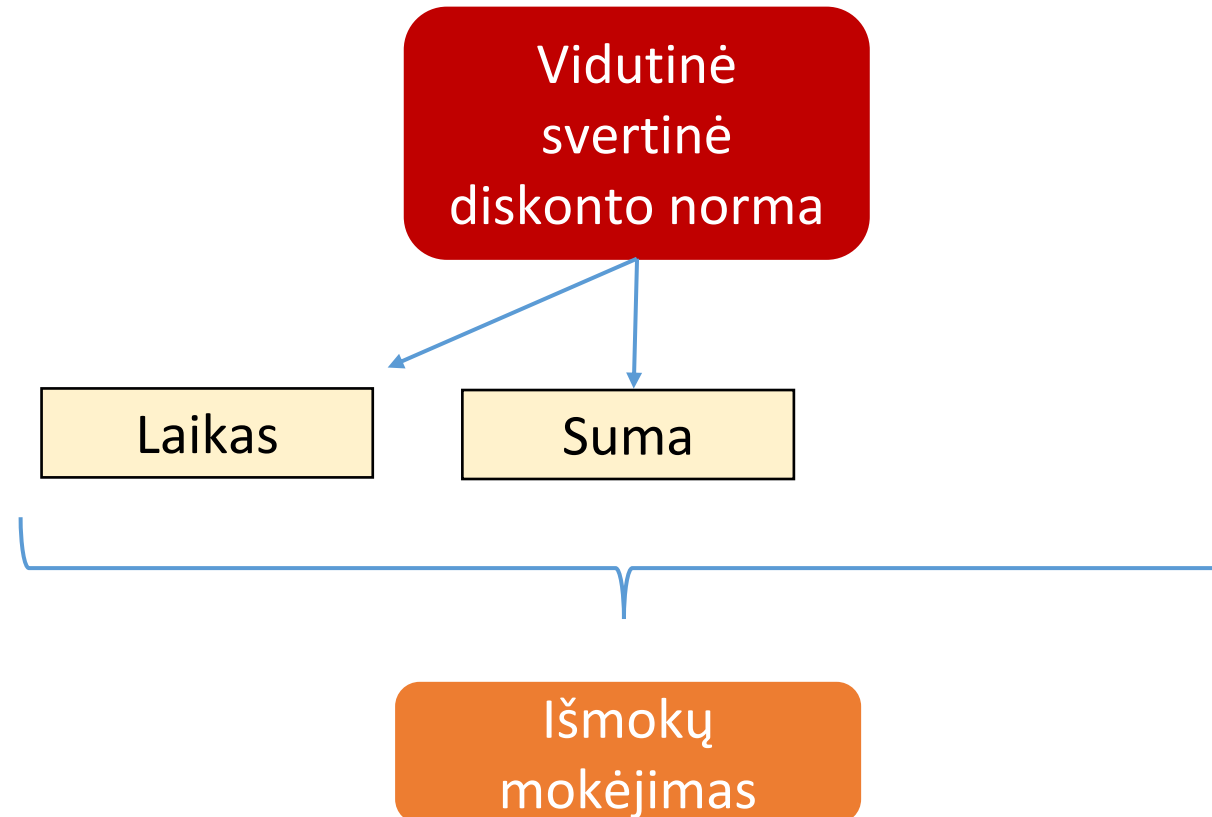 Vidutinė
svertinė
diskonto norma
Laikas
Suma
Išmokų
mokėjimas